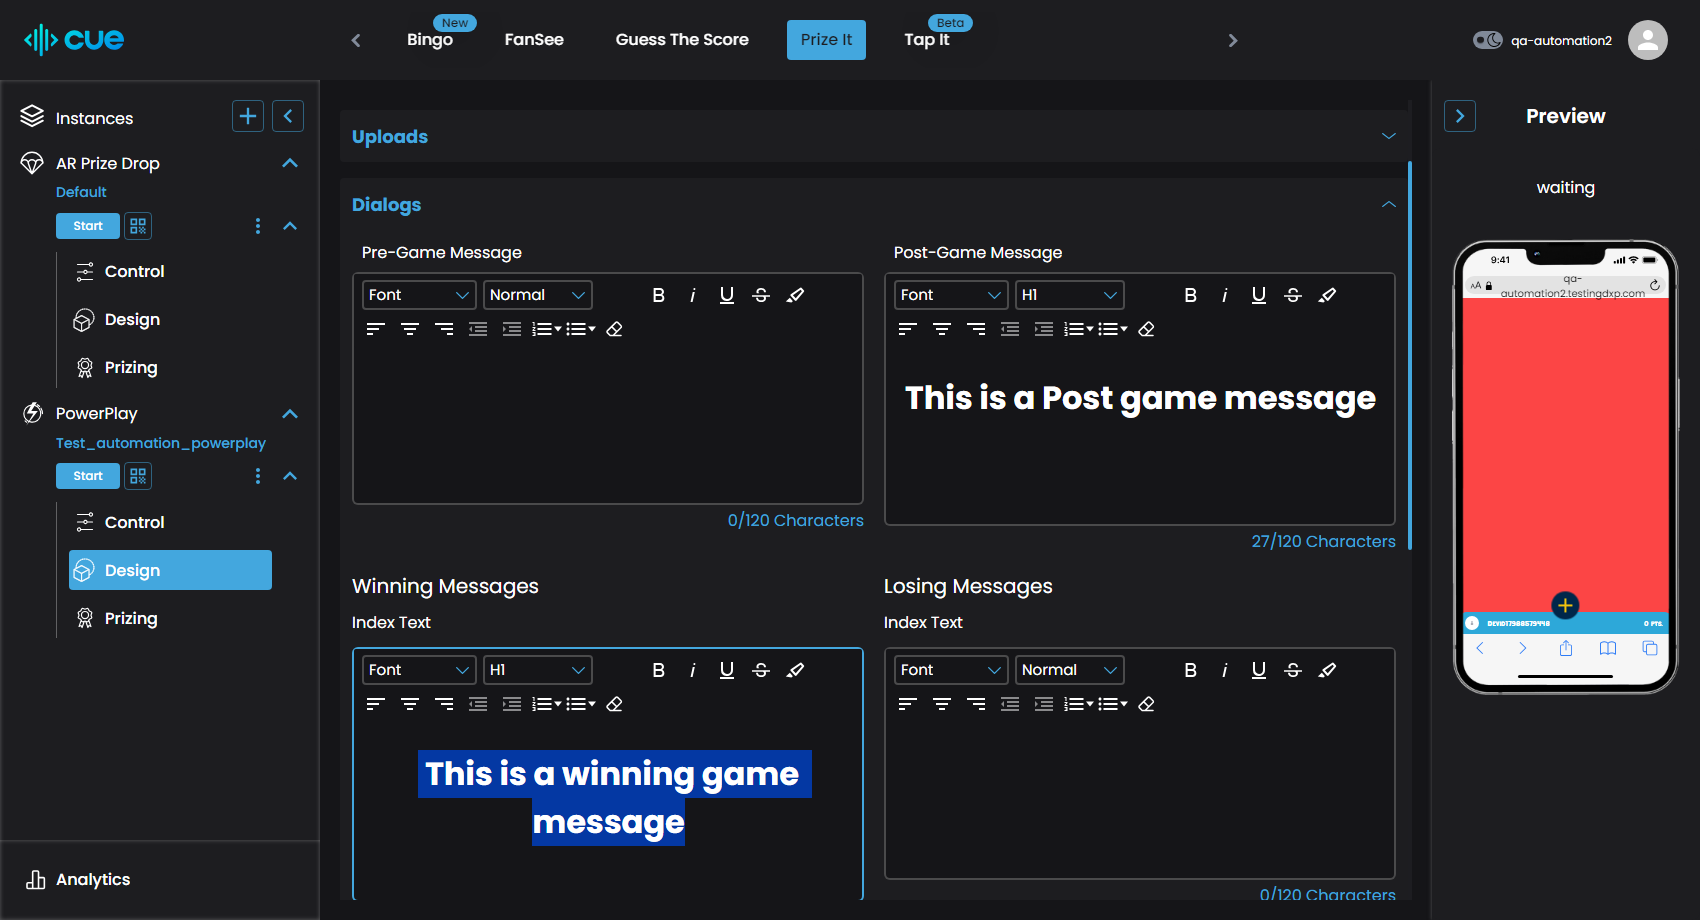 cue
New
Bingo
FanSee
Guess The Score
Prize It
Beta
Tap It
qa-automation2
Instances
AR Prize Drop
Default
Start
Control
Design
Prizing
PowerPlay
Test_automation_powerplay
Start
Control
Design
Prizing
Analytics
Uploads
Dialogs
Pre-Game Message
Font
Normal
B i U S
0/120 Characters
Post-Game Message
Font
H1
B i U S
This is a Post game message
27/120 Characters
Winning Messages
Index Text
Font
H1
B i U S
This is a winning game
message
Losing Messages
Index Text
Font
Normal
B i U S
0/120 Characters
Preview
waiting
9:41
AA
qa-
automation2.testingdxp.com
0 PTS.